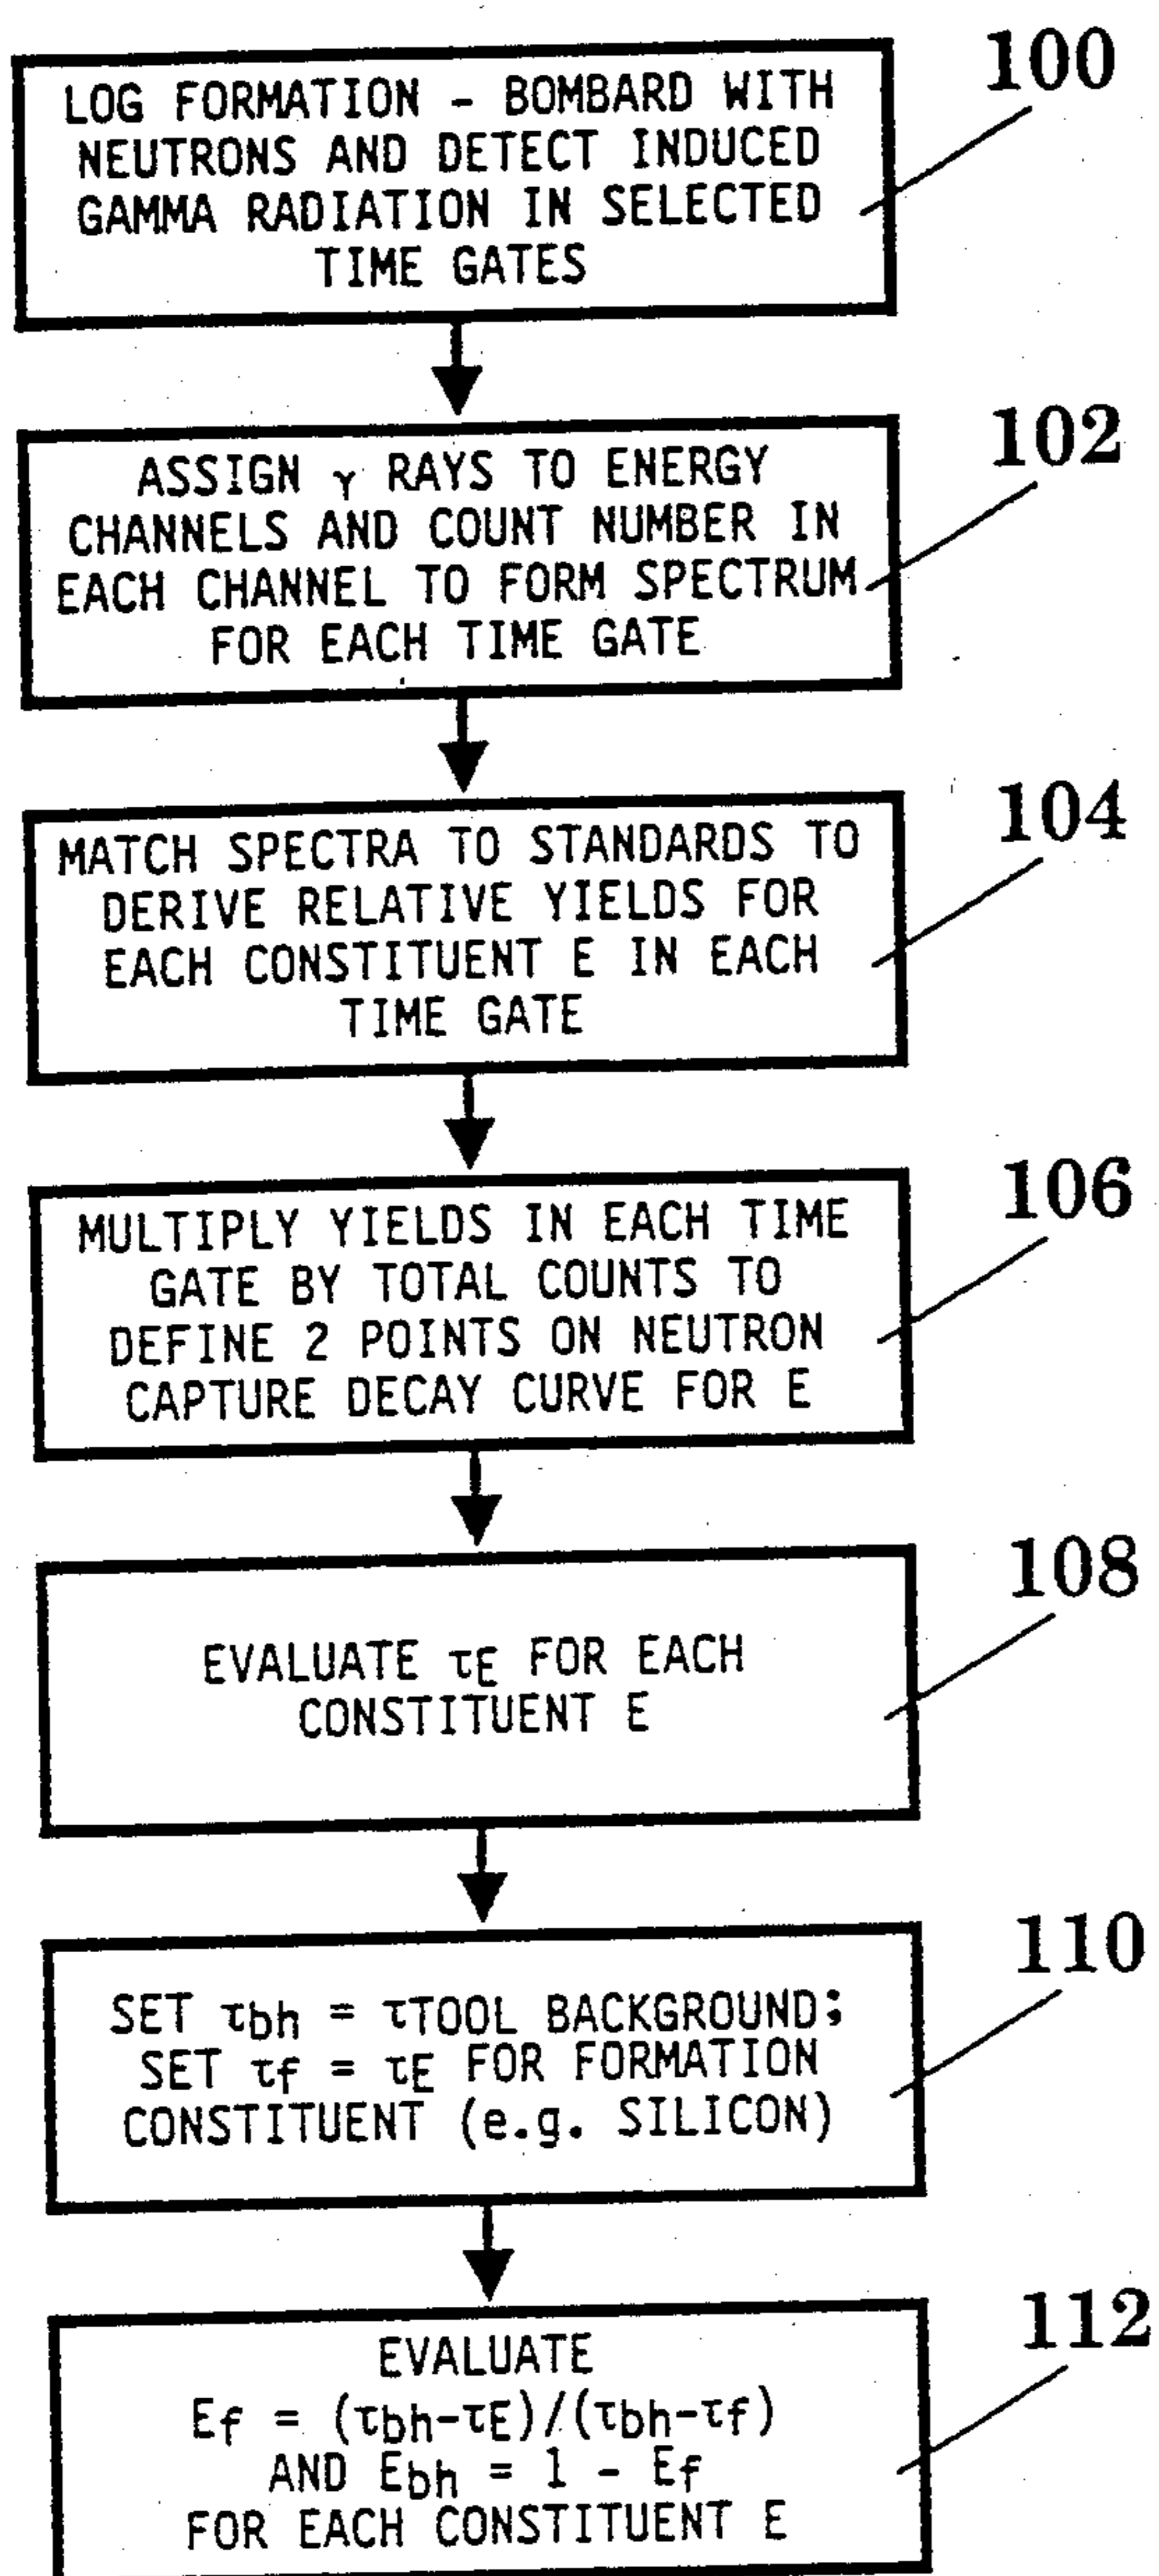 100
LOG FORMATION - BOMBARD WITH
NEUTRONS AND DETECT INDUCED
GAMMA RADIATION IN SELECTED
TIME GATES
102
ASSIGN γ RAYS TO ENERGY
CHANNELS AND COUNT NUMBER IN
EACH CHANNEL TO FORM SPECTRUM
FOR EACH TIME GATE
104
MATCH SPECTRA TO STANDARDS TO
DERIVE RELATIVE YIELDS FOR
EACH CONSTITUENT E IN EACH
TIME GATE
106
MULTIPLY YIELDS IN EACH TIME
GATE BY TOTAL COUNTS TO
DEFINE 2 POINTS ON NEUTRON
CAPTURE DECAY CURVE FOR E
108
EVALUATE τE FOR EACH
CONSTITUENT E
110
SET τbh = τTOOL BACKGROUND;
SET τf = τE FOR FORMATION
CONSTITUENT (e.g. SILICON)
112
EVALUATE
Ef = (τbh-τE)/(τbh-τf)
AND Ebh = 1 - Ef
FOR EACH CONSTITUENT E